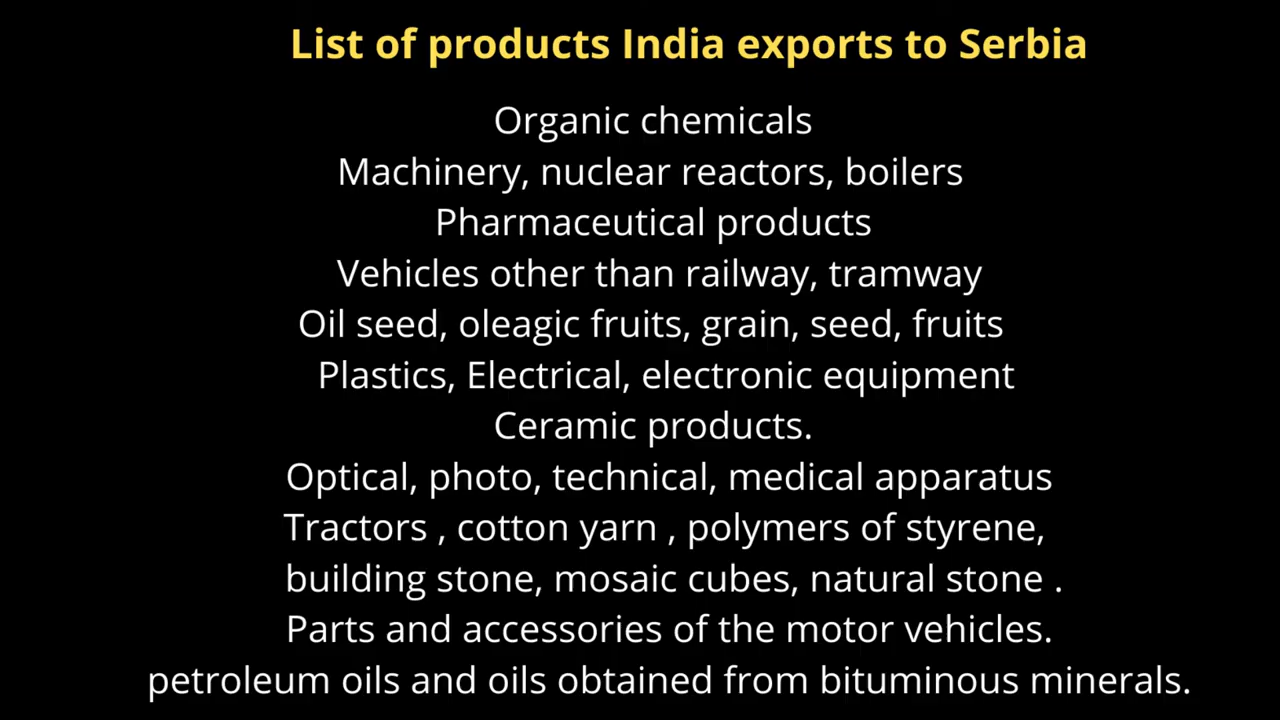 List of products India exports to Serbia
Organic chemicals
Machinery, nuclear reactors, boilers
Pharmaceutical products
Vehicles other than railway, tramway
Oil seed, oleagic fruits, grain, seed, fruits
Plastics, Electrical, electronic equipment
Ceramic products.
Optical, photo, technical, medical apparatus
Tractors , cotton yarn , polymers of styrene,
building stone, mosaic cubes, natural stone .
Parts and accessories of the motor vehicles.
petroleum oils and oils obtained from bituminous minerals.